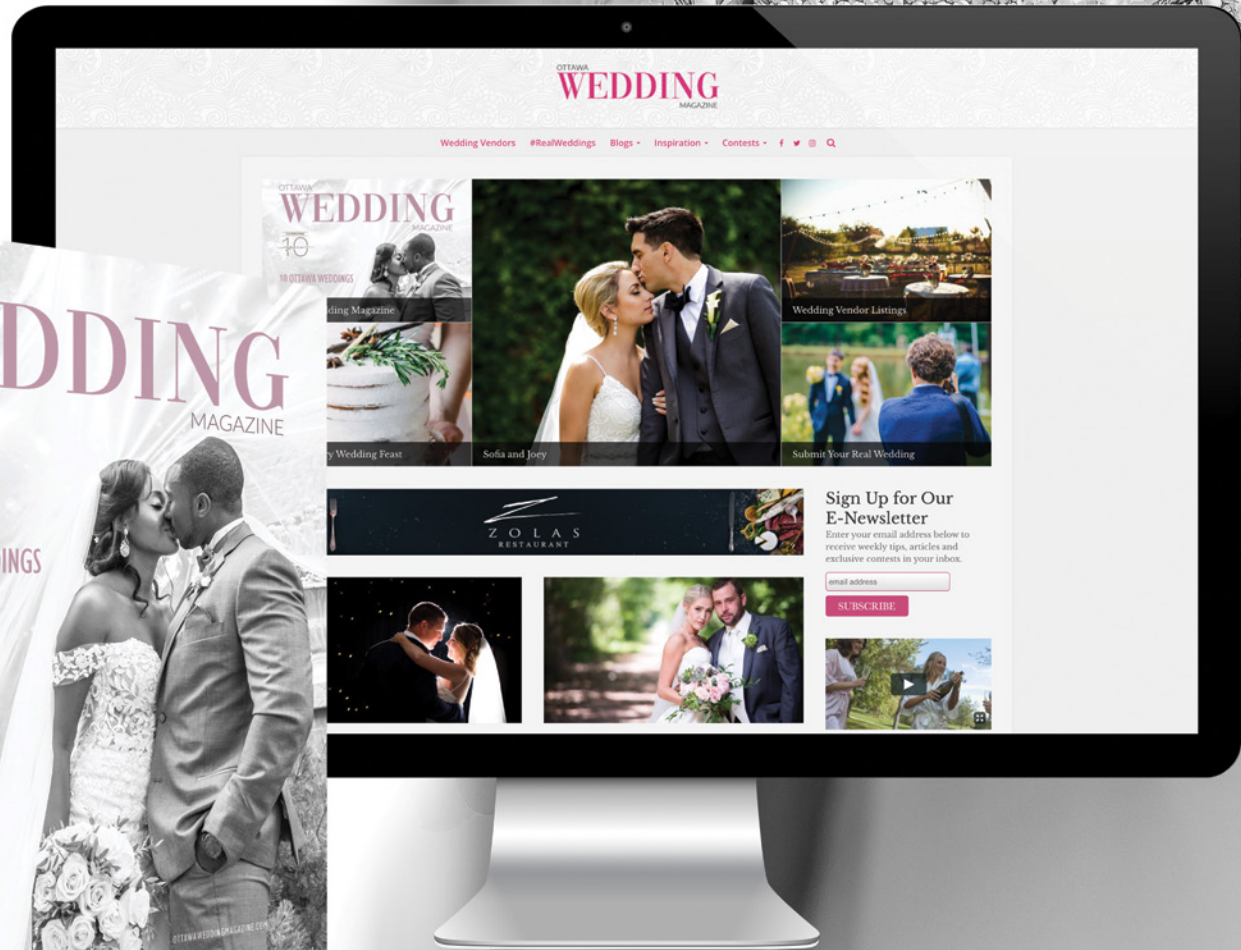 OTTAWA
WEDDING
MAGAZINE
Wedding Vendors #RealWeddings Blogs Inspiration Contests
OTTAWA
WEDDING
MAGAZINE
10
10 OTTAWA WEDDINGS
ding Magazine
Wedding Vendor Listings
y Wedding Feast
Sofia and Joey
Submit Your Real Wedding
ZOLAS
RESTAURANT
Sign Up for Our
E-Newsletter
Enter your email address below to
receive weekly tips, articles and
exclusive contests in your inbox.
email address
SUBSCRIBE
DDING
MAGAZINE
DINGS
OTTAWAWEDDINGMAGAZINE.COM